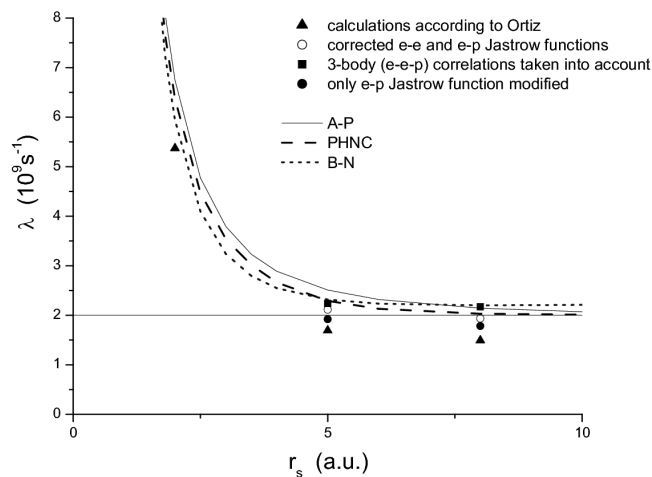 8
7
6
5
4
3
2
1
0
λ (10⁹s⁻¹)
calculations according to Ortiz
corrected e-e and e-p Jastrow functions
3-body (e-e-p) correlations taken into account
only e-p Jastrow function modified
A-P
PHNC
B-N
0
5
10
rₛ (a.u.)